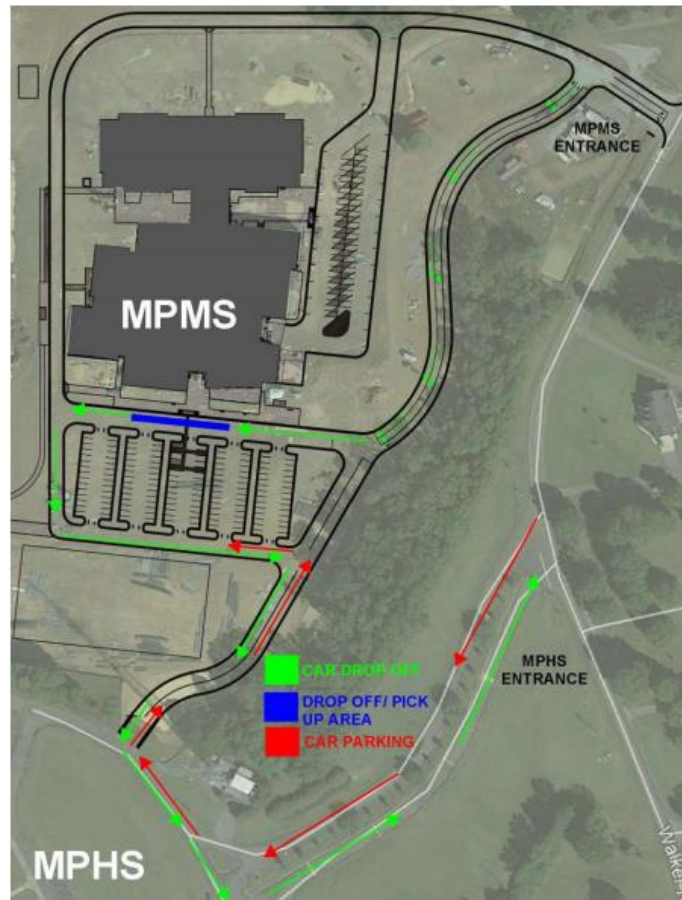 MPMS
ENTRANCE
MPMS
CAR DROP OFF
DROP OFF/ PICK
UP AREA
CAR PARKING
MPHS
ENTRANCE
MPHS